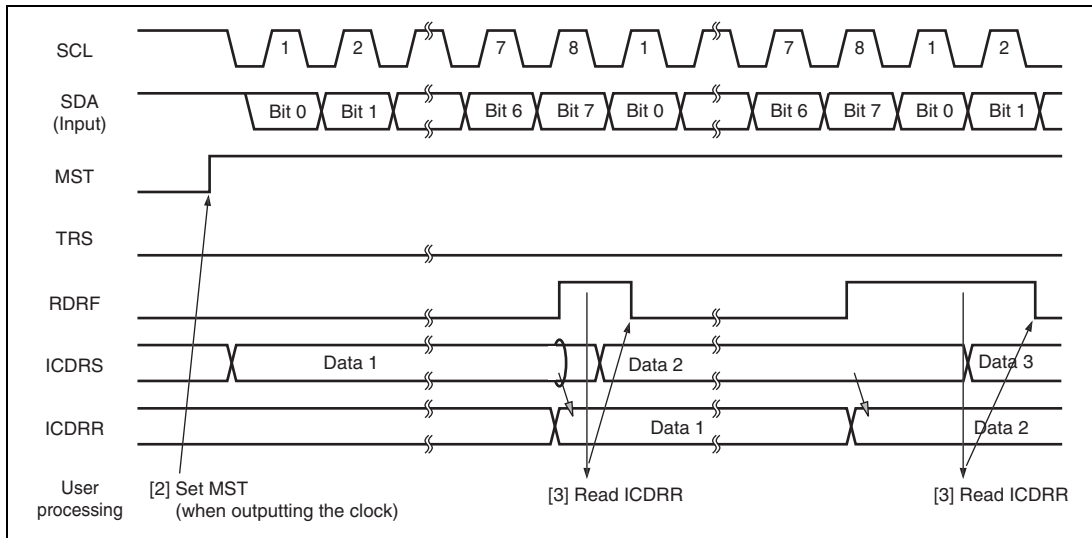 SCL 1 2 7 8 1 7 8 1 2
SDA
(Input)
Bit 0 Bit 1 Bit 6 Bit 7 Bit 0 Bit 6 Bit 7 Bit 0 Bit 1
MST
TRS
RDRF
ICDRS Data 1 Data 2 Data 3
ICDRR Data 1 Data 2
User
processing
[2] Set MST
(when outputting the clock)
[3] Read ICDRR
[3] Read ICDRR